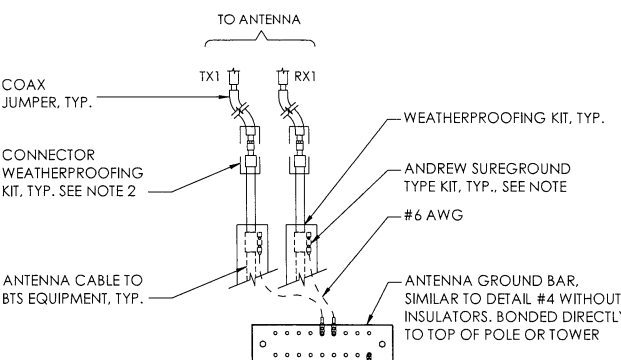 TO ANTENNA
TX1
RX1
COAX
JUMPER, TYP.
WEATHERPROOFING KIT, TYP.
CONNECTOR
WEATHERPROOFING
KIT, TYP. SEE NOTE 2
ANDREW SUREGROUND
TYPE KIT, TYP., SEE NOTE
#6 AWG
ANTENNA CABLE TO
BTS EQUIPMENT, TYP.
ANTENNA GROUND BAR,
SIMILAR TO DETAIL #4 WITHOUT
INSULATORS. BONDED DIRECTLY
TO TOP OF POLE OR TOWER